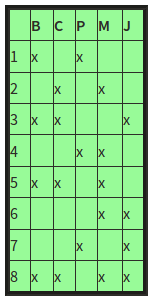 B C P M J
1 x x
2 x x
3 x x x
4 x x
5 x x x
6 x x
7 x x
8 x x x x